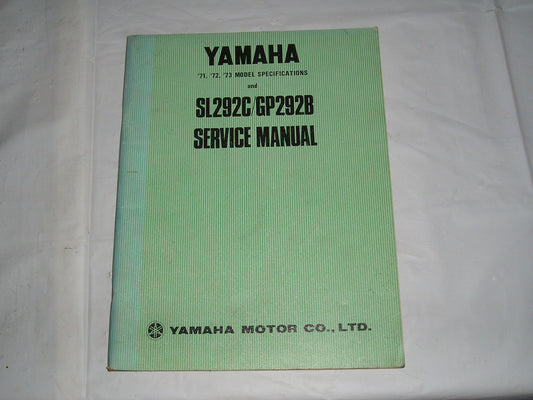 YAMAHA
'71, '72, '73 MODEL SPECIFICATIONS
and
SL292C/GP292B
SERVICE MANUAL
YAMAHA MOTOR CO., LTD.